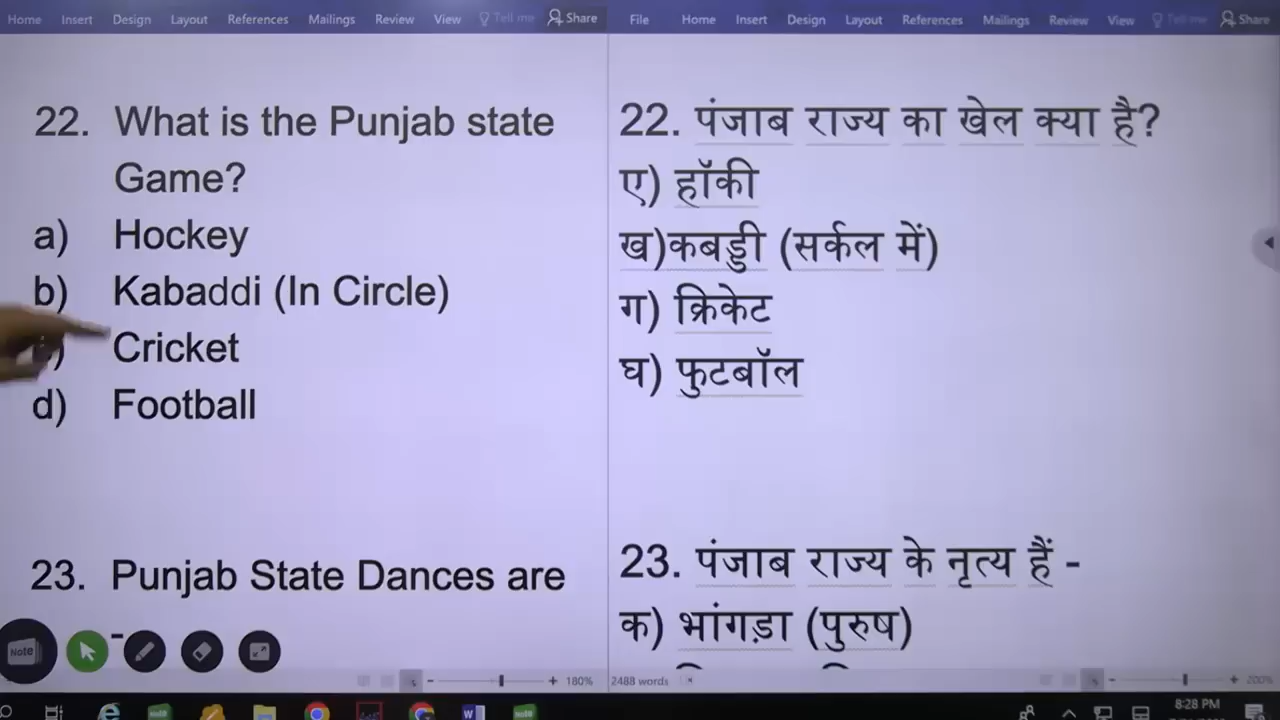 Home Insert Design Layout References Mailings Review View Tell me Share
File Home Insert Design Layout References Mailings Review View Tell me Share
22. What is the Punjab state
Game?
a) Hockey
b) Kabaddi (In Circle)
Cricket
d) Football
23. Punjab State Dances are
-
Note
180%
22. पंजाब राज्य का खेल क्या है?
ए) हॉकी
ख)कबड्डी (सर्कल में)
ग) क्रिकेट
घ) फुटबॉल
23. पंजाब राज्य के नृत्य हैं -
क) भांगड़ा (पुरुष)
2488 words
200%
8:28 PM